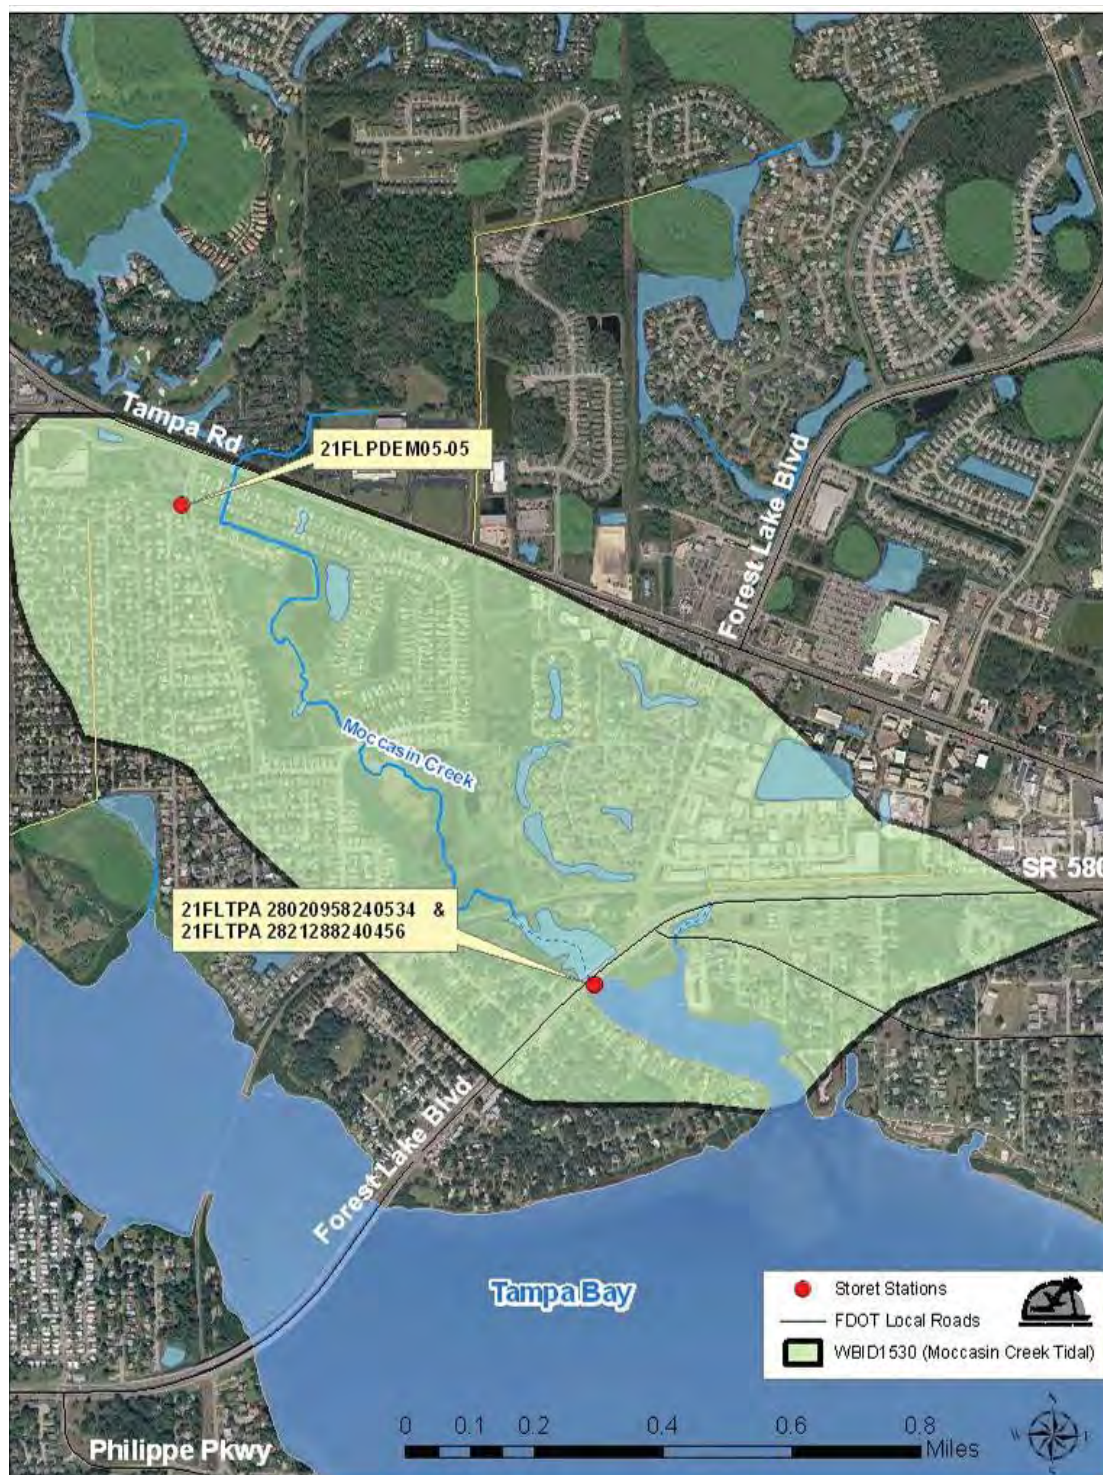 Tampa Rd
21FLPDEM05-05
Forest Lake Blvd
Moccasin Creek
SR 580
21FLTPA 28020958240534 &
21FLTPA 2821288240456
Forest Lake Blvd
Tampa Bay
Storet Stations
FDOT Local Roads
WBID1530 (Moccasin Creek Tidal)
0 0.1 0.2 0.4 0.6 0.8
Miles
N
W E
S
Philippe Pkwy